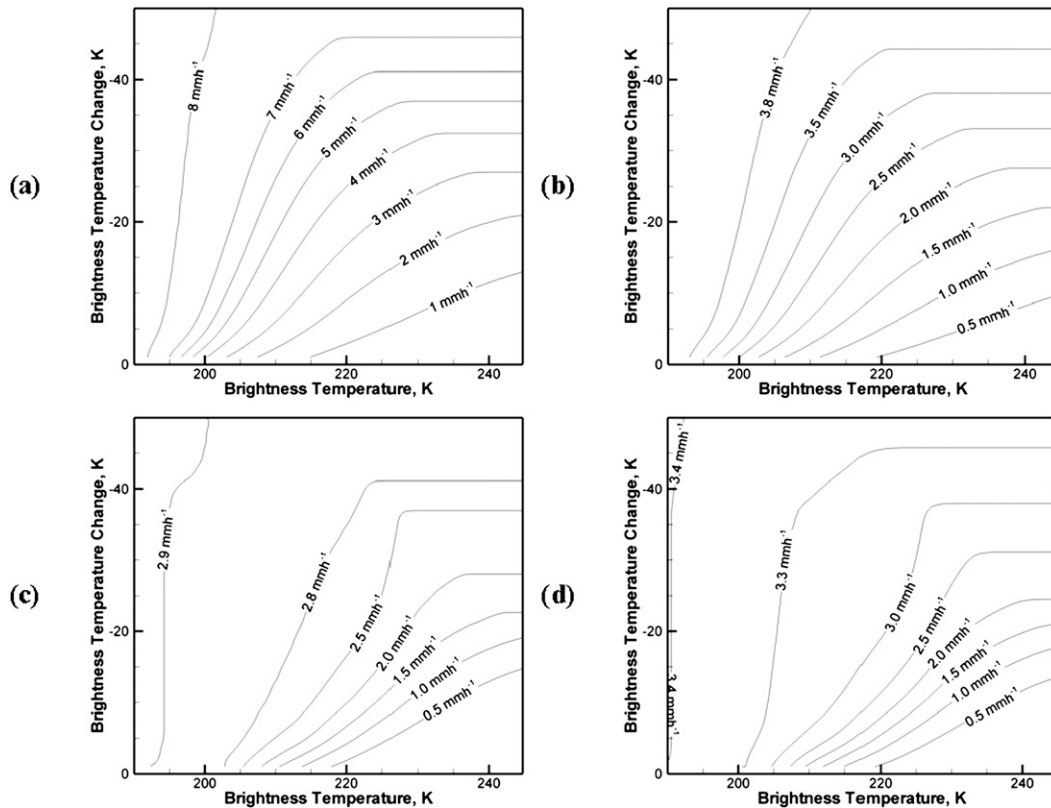 (a)
Brightness Temperature Change, K
-40
-20
0
8 mmh⁻¹
7 mmh⁻¹
6 mmh⁻¹
5 mmh⁻¹
4 mmh⁻¹
3 mmh⁻¹
2 mmh⁻¹
1 mmh⁻¹
200
220
240
Brightness Temperature, K
(b)
Brightness Temperature Change, K
-40
-20
0
3.8 mmh⁻¹
3.5 mmh⁻¹
3.0 mmh⁻¹
2.5 mmh⁻¹
2.0 mmh⁻¹
1.5 mmh⁻¹
1.0 mmh⁻¹
0.5 mmh⁻¹
200
220
240
Brightness Temperature, K
(c)
Brightness Temperature Change, K
-40
-20
0
2.9 mmh⁻¹
2.8 mmh⁻¹
2.5 mmh⁻¹
2.0 mmh⁻¹
1.5 mmh⁻¹
1.0 mmh⁻¹
0.5 mmh⁻¹
200
220
240
Brightness Temperature, K
(d)
Brightness Temperature Change, K
-40
-20
0
3.4 mmh⁻¹
3.4 mmh⁻¹
3.3 mmh⁻¹
3.0 mmh⁻¹
2.5 mmh⁻¹
2.0 mmh⁻¹
1.5 mmh⁻¹
1.0 mmh⁻¹
0.5 mmh⁻¹
200
220
240
Brightness Temperature, K